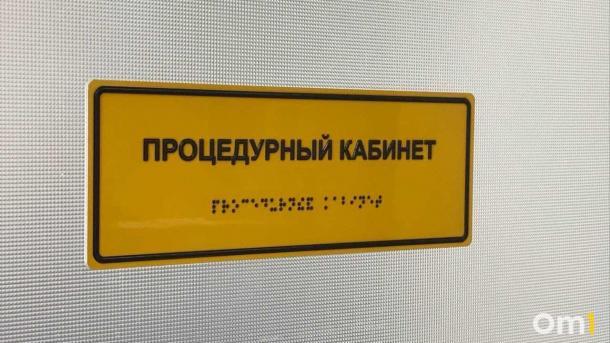 ПРОЦЕДУРНЫЙ КАБИНЕТ
⠏⠗⠕⠉⠑⠙⠥⠗⠝⠮⠯ ⠅⠁⠃⠊⠝⠑⠞
Om1